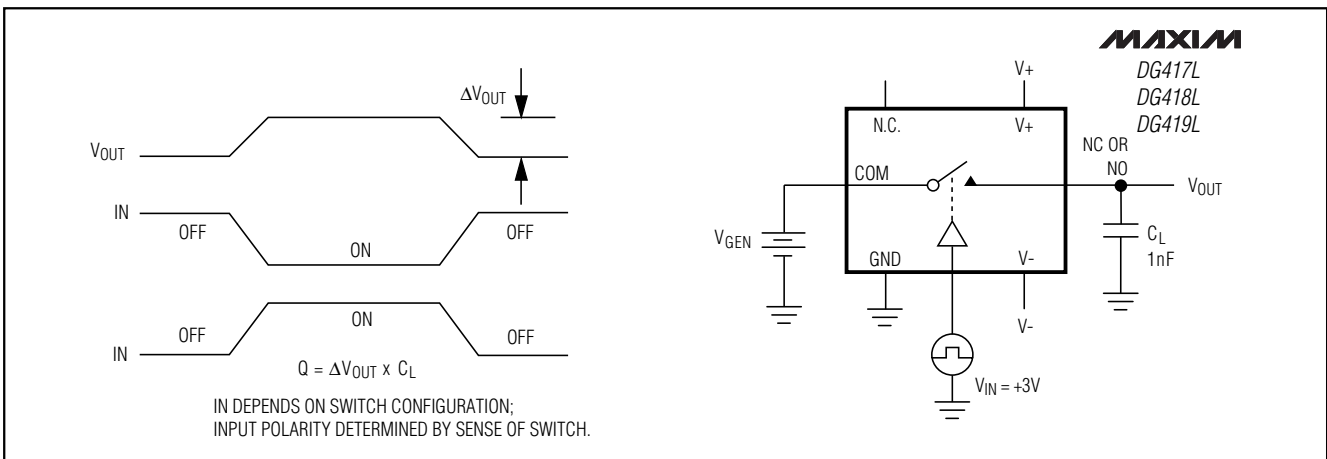 ΔVOUT
VOUT
IN
OFF
ON
OFF
IN
OFF
ON
OFF
Q = ΔVOUT x CL
IN DEPENDS ON SWITCH CONFIGURATION;
INPUT POLARITY DETERMINED BY SENSE OF SWITCH.
MAXIM
DG417L
DG418L
DG419L
V+
N.C.
V+
NC OR
NO
COM
VOUT
VGEN
CL
1nF
GND
V-
V-
VIN = +3V